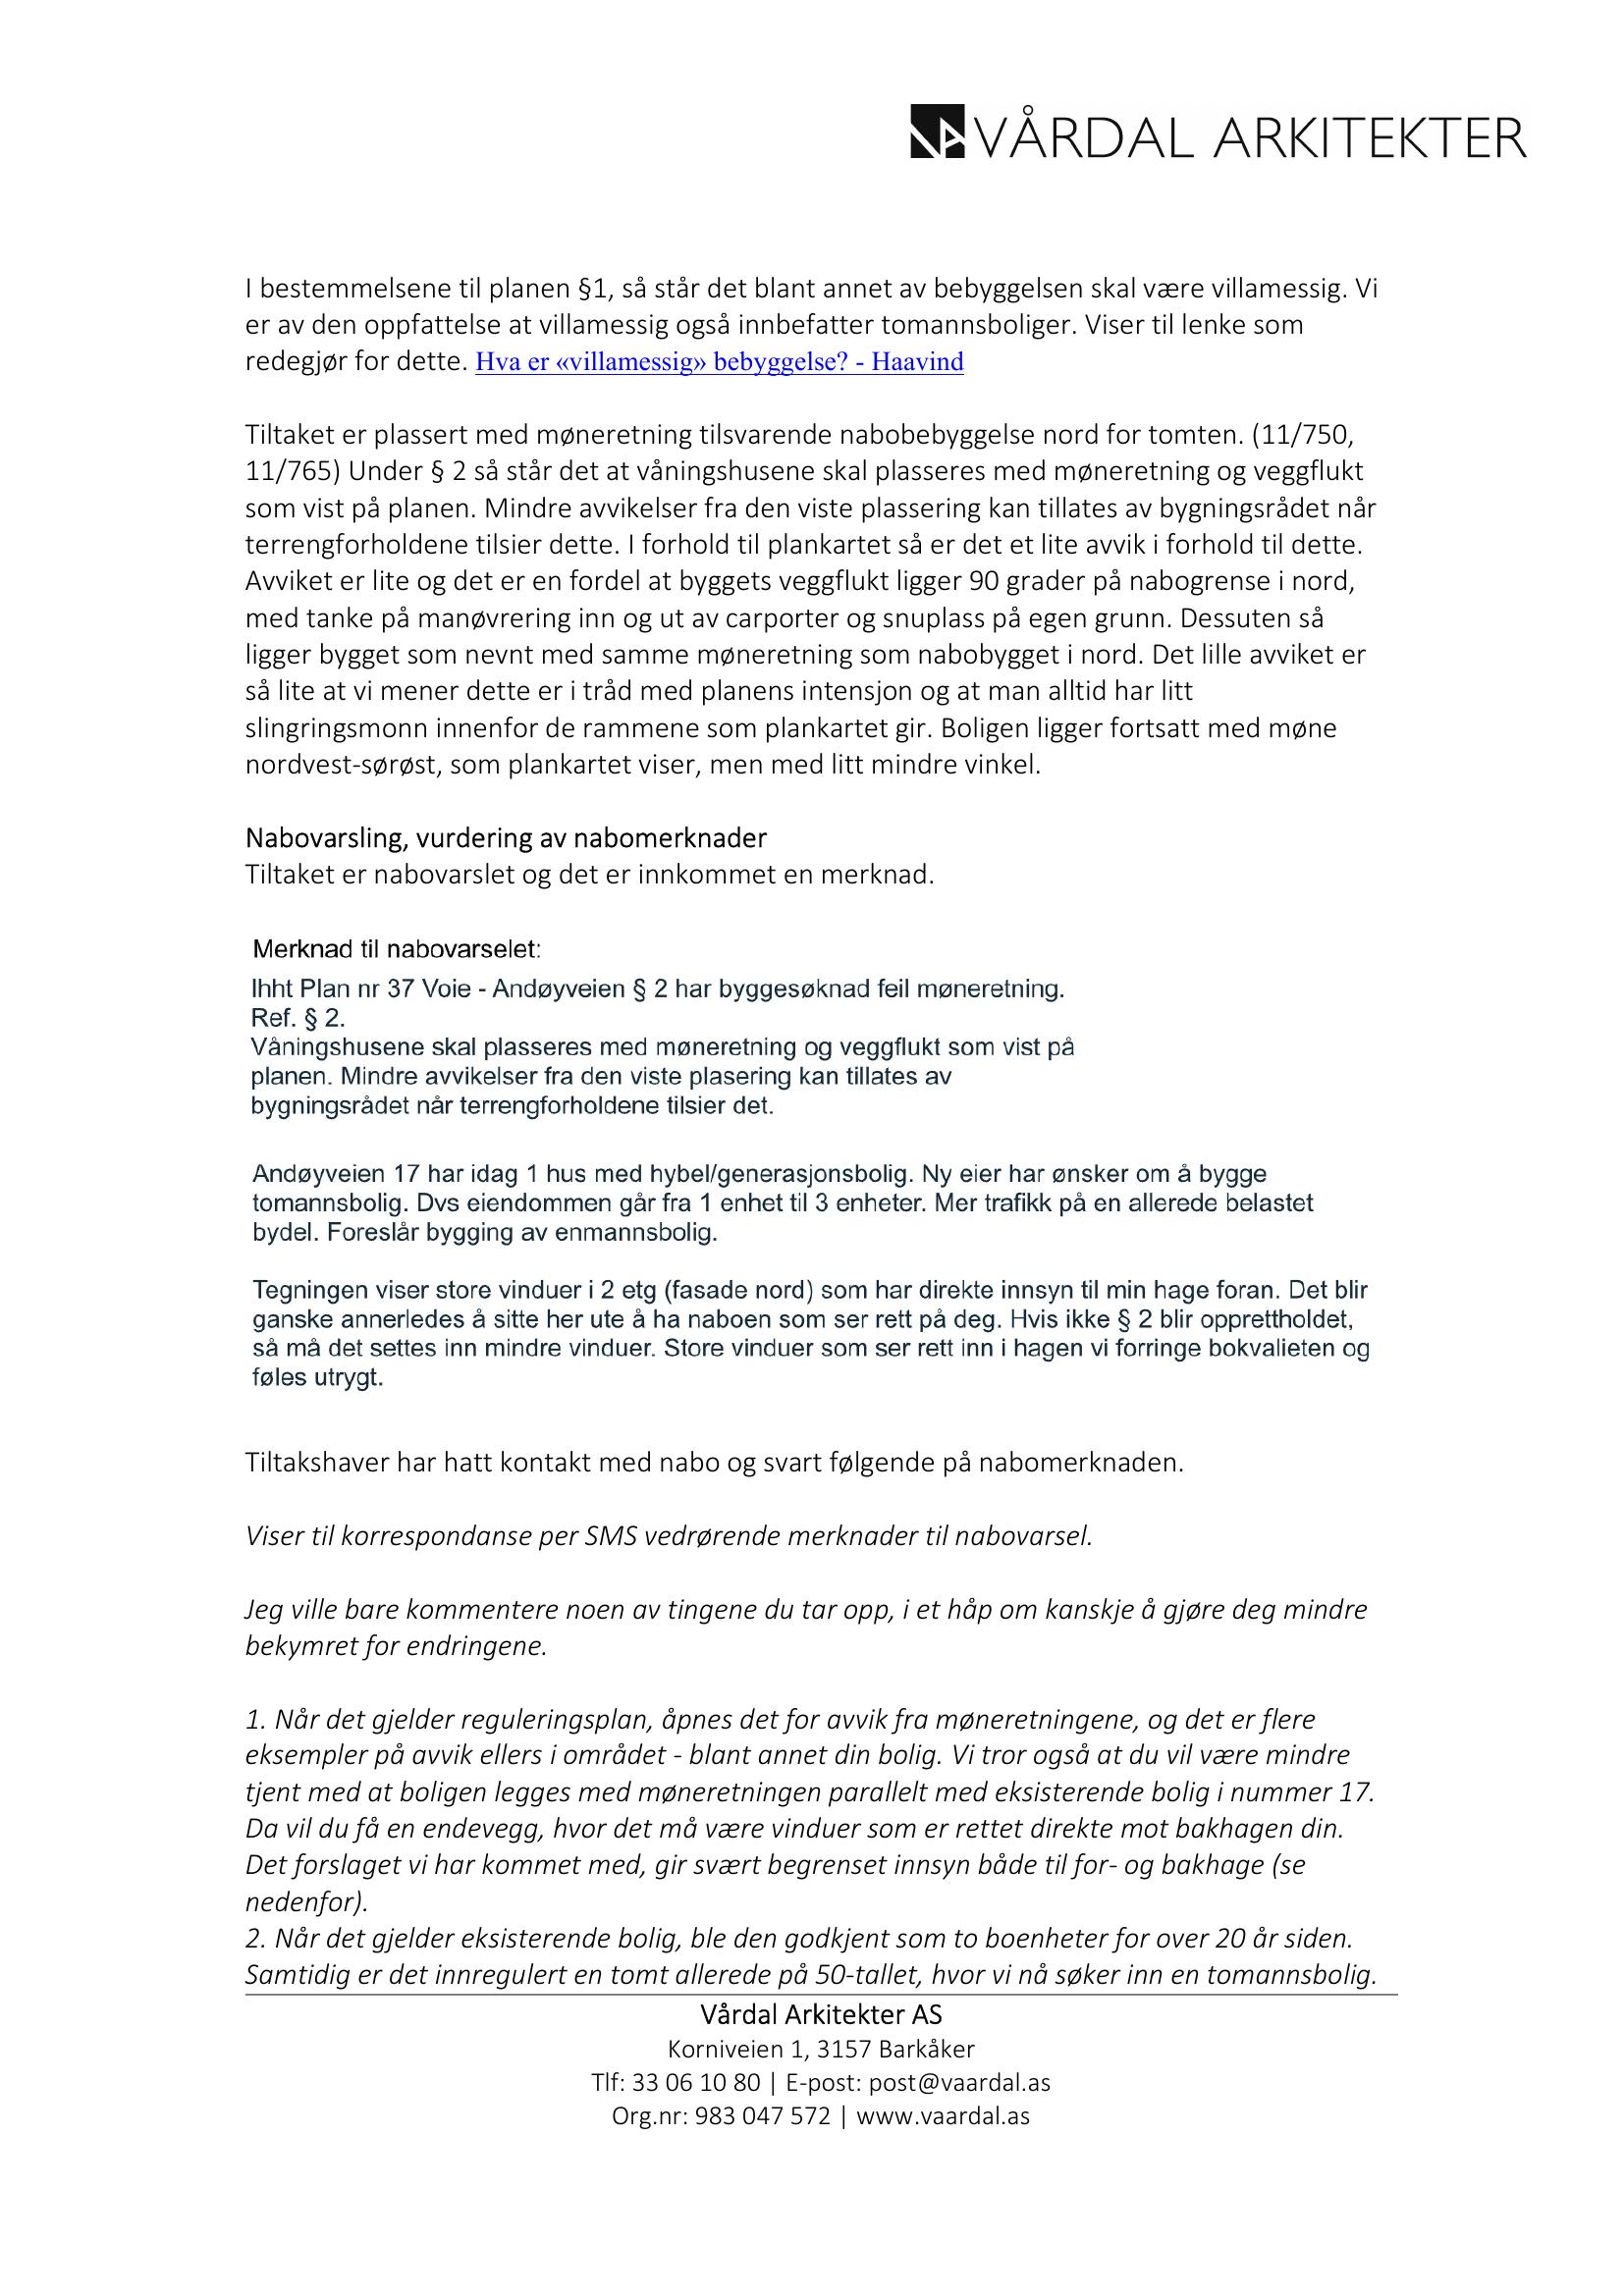 VÅRDAL ARKITEKTER
I bestemmelsene til planen §1, så står det blant annet av bebyggelsen skal være villamessig. Vi
er av den oppfattelse at villamessig også innbefatter tomannsboliger. Viser til lenke som
redegjør for dette. Hva er «villamessig» bebyggelse? - Haavind
Tiltaket er plassert med møneretning tilsvarende nabobebyggelse nord for tomten. (11/750,
11/765) Under § 2 så står det at våningshusene skal plasseres med møneretning og veggflukt
som vist på planen. Mindre avvikelser fra den viste plassering kan tillates av bygningsrådet når
terrengforholdene tilsier dette. I forhold til plankartet så er det et lite avvik i forhold til dette.
Avviket er lite og det er en fordel at byggets veggflukt ligger 90 grader på nabogrense i nord,
med tanke på manøvrering inn og ut av carporter og snuplass på egen grunn. Dessuten så
ligger bygget som nevnt med samme møneretning som nabobygget i nord. Det lille avviket er
så lite at vi mener dette er i tråd med planens intensjon og at man alltid har litt
slingringsmonn innenfor de rammene som plankartet gir. Boligen ligger fortsatt med møne
nordvest-sørøst, som plankartet viser, men med litt mindre vinkel.
Nabovarsling, vurdering av nabomerknader
Tiltaket er nabovarslet og det er innkommet en merknad.
Merknad til nabovarselet:
Ihht Plan nr 37 Voie - Andøyveien § 2 har byggesøknad feil møneretning.
Ref. § 2.
Våningshusene skal plasseres med møneretning og veggflukt som vist på
planen. Mindre avvikelser fra den viste plasering kan tillates av
bygningsrådet når terrengforholdene tilsier det.
Andøyveien 17 har idag 1 hus med hybel/generasjonsbolig. Ny eier har ønsker om å bygge
tomannsbolig. Dvs eiendommen går fra 1 enhet til 3 enheter. Mer trafikk på en allerede belastet
bydel. Foreslår bygging av enmannsbolig.
Tegningen viser store vinduer i 2 etg (fasade nord) som har direkte innsyn til min hage foran. Det blir
ganske annerledes å sitte her ute å ha naboen som ser rett på deg. Hvis ikke § 2 blir opprettholdet,
så må det settes inn mindre vinduer. Store vinduer som ser rett inn i hagen vi forringe bokvalieten og
føles utrygt.
Tiltakshaver har hatt kontakt med nabo og svart følgende på nabomerknaden.
Viser til korrespondanse per SMS vedrørende merknader til nabovarsel.
Jeg ville bare kommentere noen av tingene du tar opp, i et håp om kanskje å gjøre deg mindre
bekymret for endringene.
1. Når det gjelder reguleringsplan, åpnes det for avvik fra møneretningene, og det er flere
eksempler på avvik ellers i området - blant annet din bolig. Vi tror også at du vil være mindre
tjent med at boligen legges med møneretningen parallelt med eksisterende bolig i nummer 17.
Da vil du få en endevegg, hvor det må være vinduer som er rettet direkte mot bakhagen din.
Det forslaget vi har kommet med, gir svært begrenset innsyn både til for- og bakhage (se
nedenfor).
2. Når det gjelder eksisterende bolig, ble den godkjent som to boenheter for over 20 år siden.
Samtidig er det innregulert en tomt allerede på 50-tallet, hvor vi nå søker inn en tomannsbolig.
Vårdal Arkitekter AS
Korniveien 1, 3157 Barkåker
Tlf: 33 06 10 80 | E-post: post@vaardal.as
Org.nr: 983 047 572 | www.vaardal.as